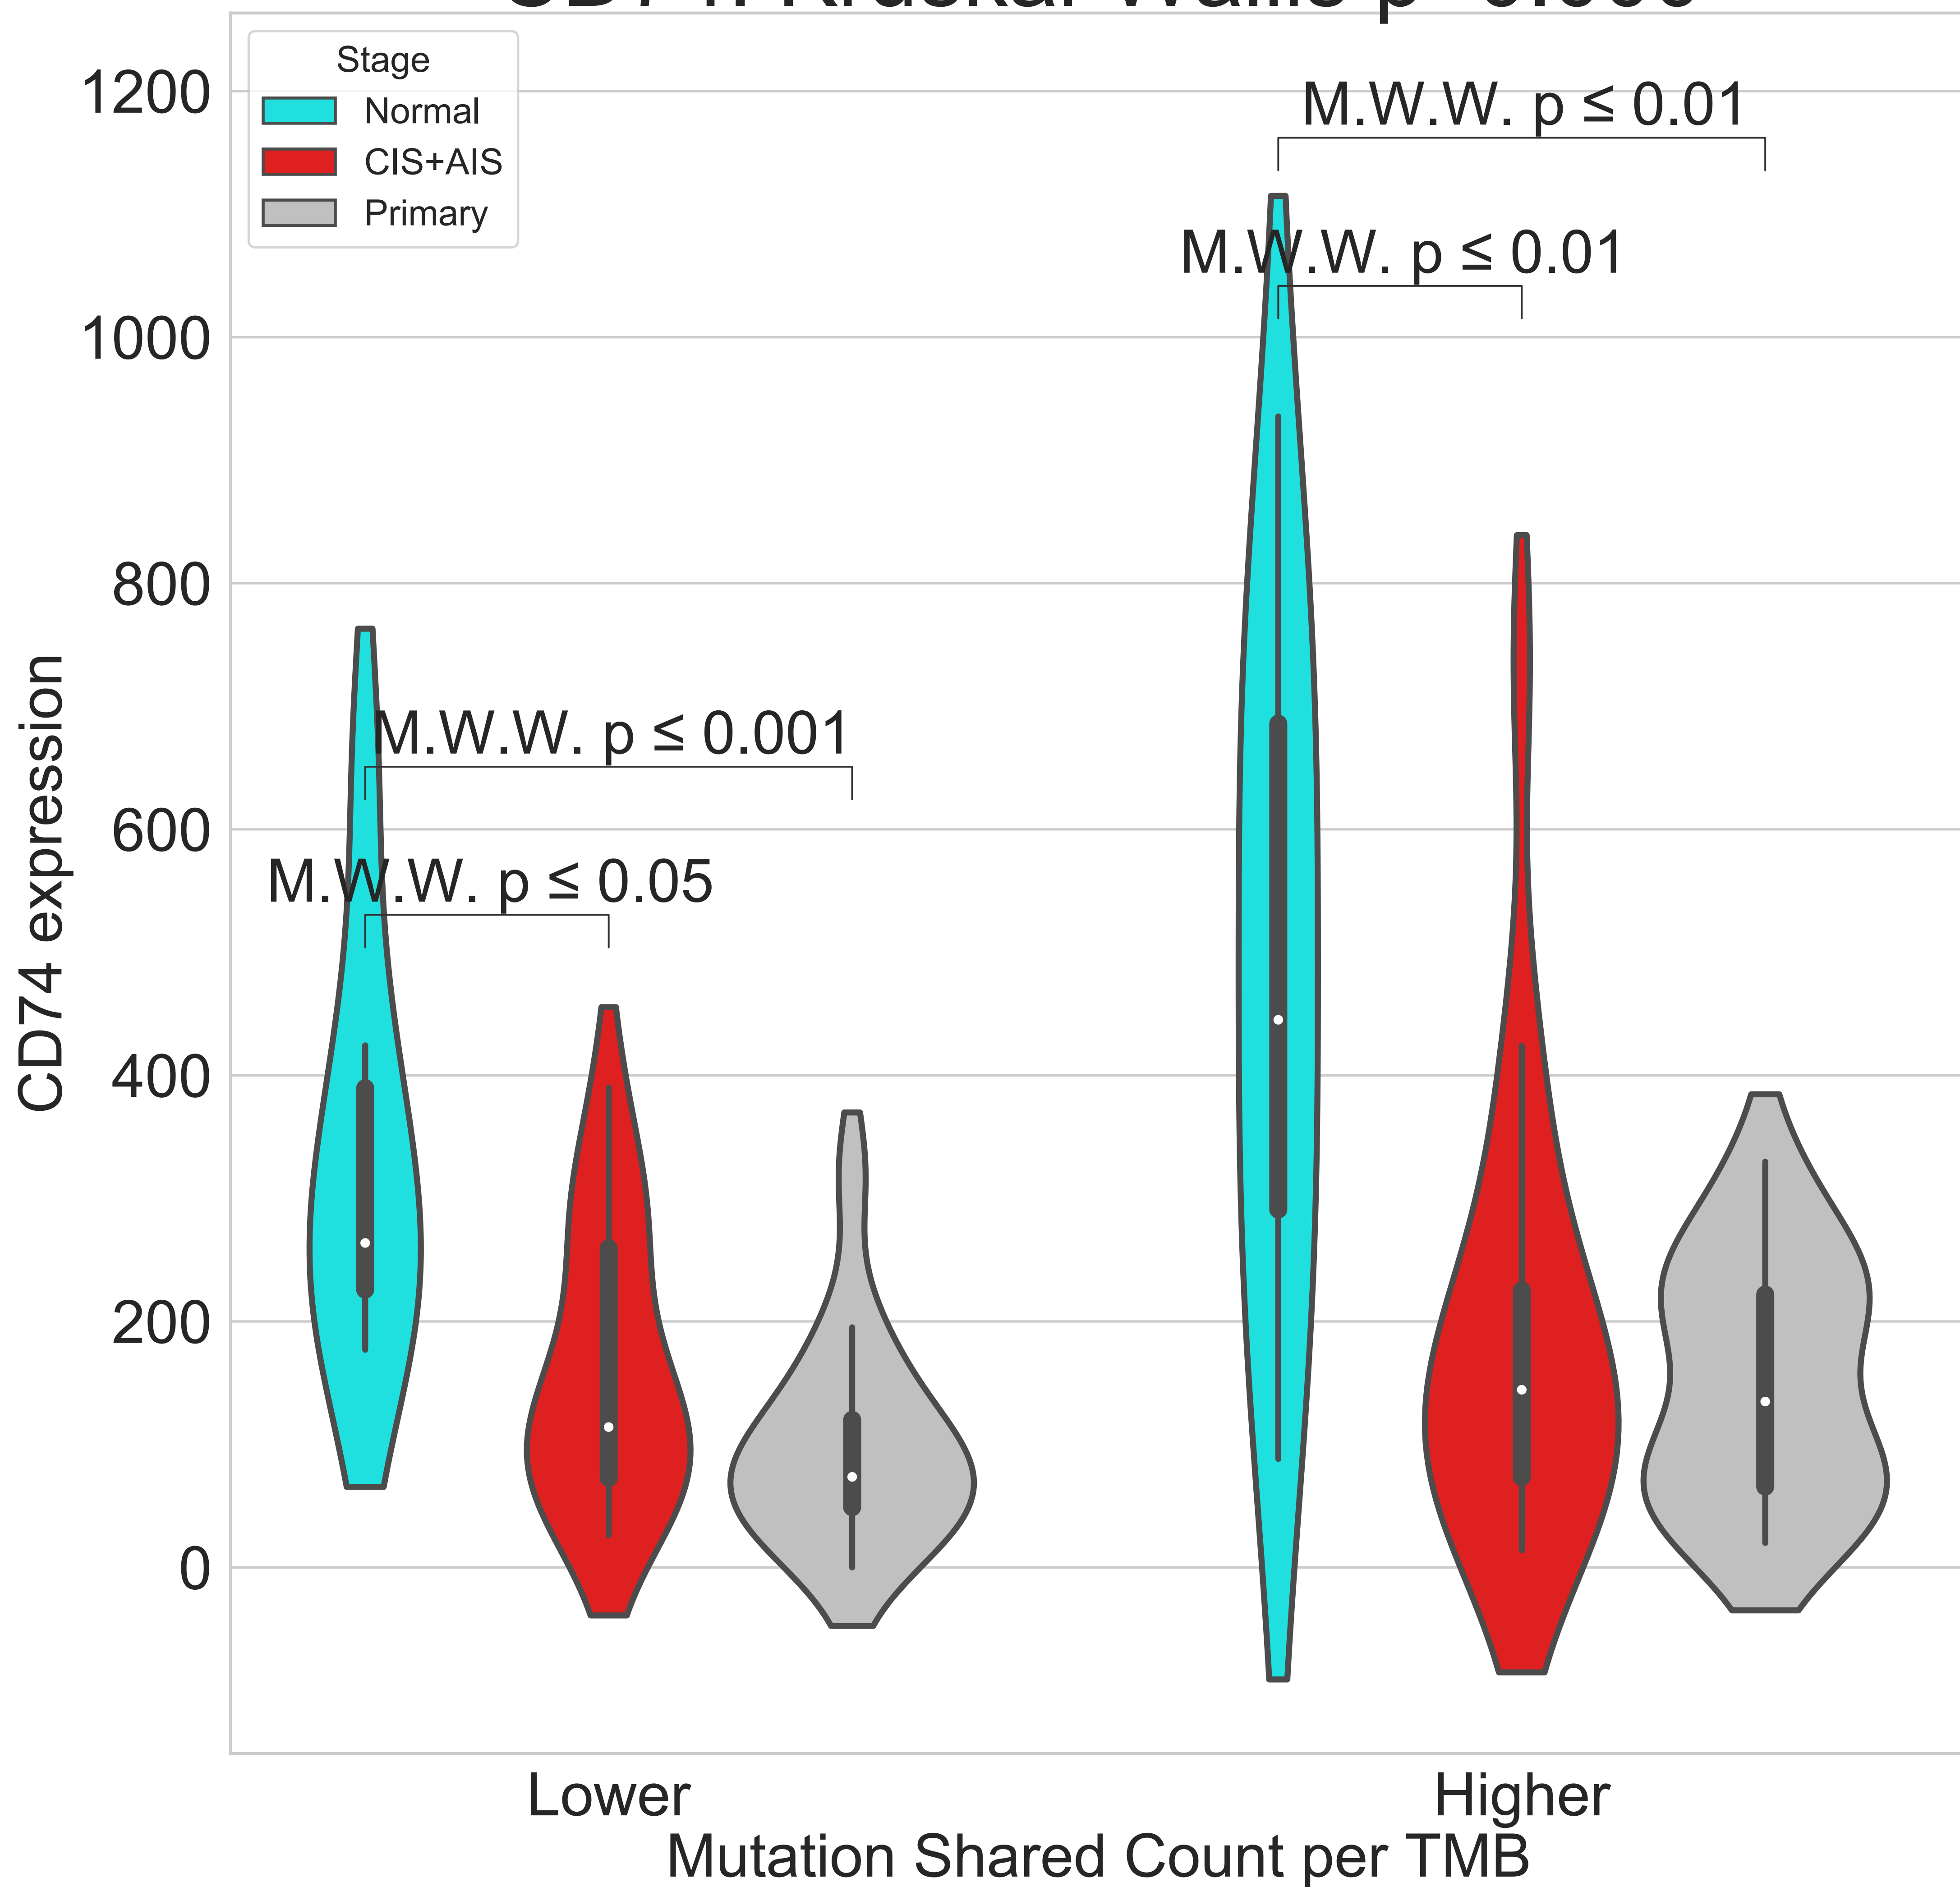 Stage
Normal
CIS+AIS
Primary
1200
1000
800
600
400
200
0
CD74 expression
M.W.W. p ≤ 0.01
M.W.W. p ≤ 0.01
M.W.W. p ≤ 0.001
M.W.W. p ≤ 0.05
Lower
Higher
Mutation Shared Count per TMB